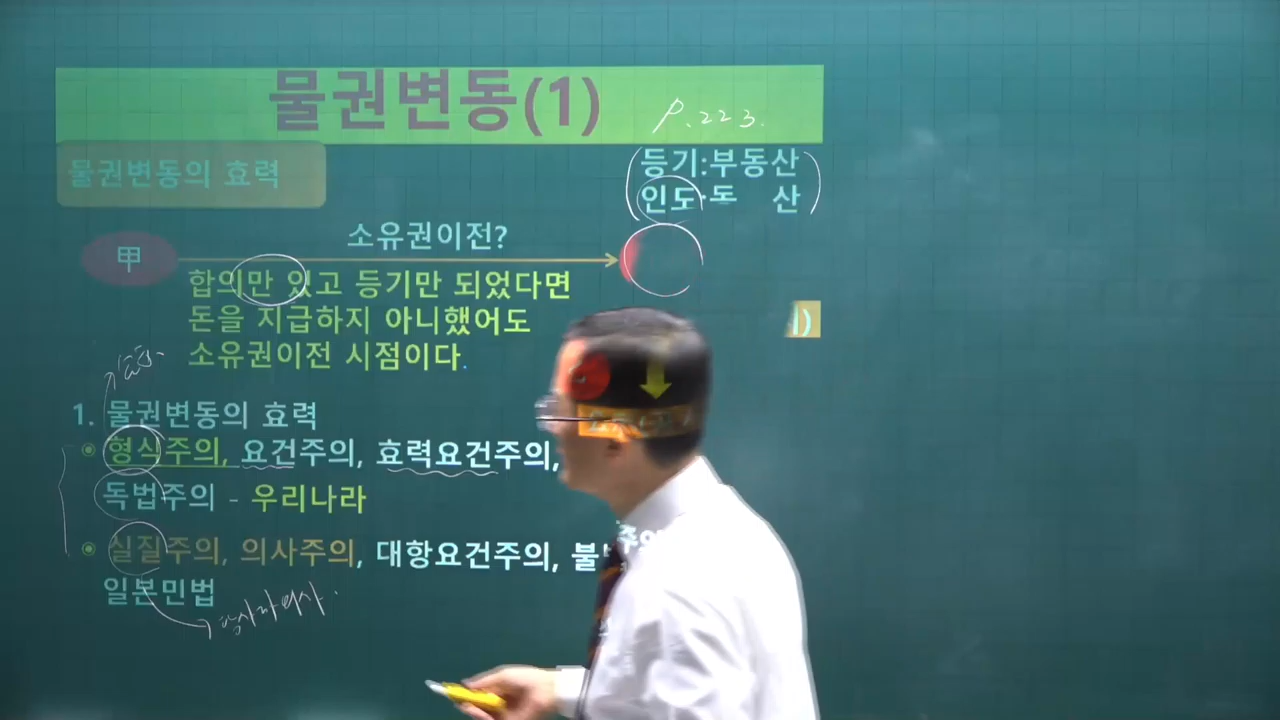 물권변동(1)
P.223.
물권변동의 효력
등기:부동산
인도:동 산
甲
소유권이전?
합의만 있고 등기만 되었다면
돈을 지급하지 아니했어도
소유권이전 시점이다.
1. 물권변동의 효력
형식주의, 요건주의, 효력요건주의,
독법주의 - 우리나라
실질주의, 의사주의, 대항요건주의,
일본민법
당사자의사.